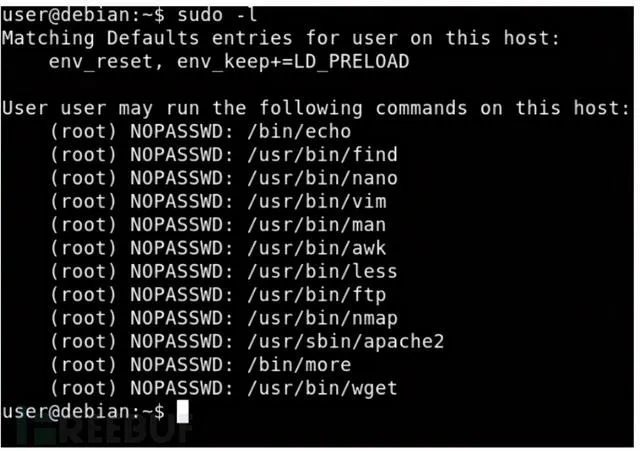 user@debian:~$ sudo -l
Matching Defaults entries for user on this host:
    env_reset, env_keep+=LD_PRELOAD

User user may run the following commands on this host:
    (root) NOPASSWD: /bin/echo
    (root) NOPASSWD: /usr/bin/find
    (root) NOPASSWD: /usr/bin/nano
    (root) NOPASSWD: /usr/bin/vim
    (root) NOPASSWD: /usr/bin/man
    (root) NOPASSWD: /usr/bin/awk
    (root) NOPASSWD: /usr/bin/less
    (root) NOPASSWD: /usr/bin/ftp
    (root) NOPASSWD: /usr/bin/nmap
    (root) NOPASSWD: /usr/sbin/apache2
    (root) NOPASSWD: /bin/more
    (root) NOPASSWD: /usr/bin/wget
user@debian:~$
FREEBUF